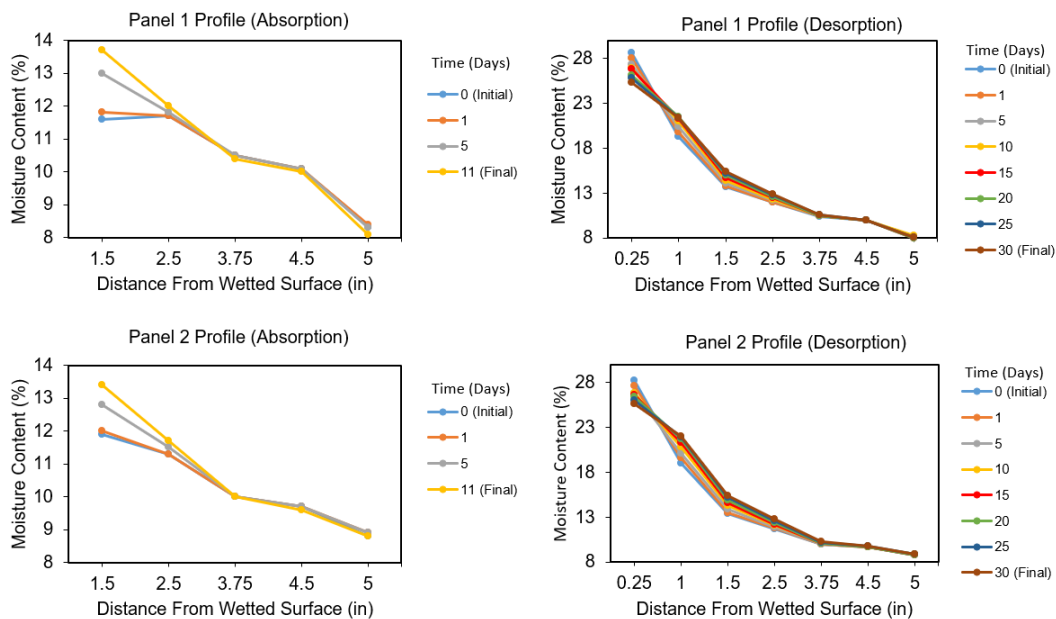 Panel 1 Profile (Absorption)
Moisture Content (%)
14
13
12
11
10
9
8
1.5 2.5 3.75 4.5 5
Distance From Wetted Surface (in)
Time (Days)
0 (Initial)
1
5
11 (Final)
Panel 1 Profile (Desorption)
Moisture Content (%)
28
23
18
13
8
0.25 1 1.5 2.5 3.75 4.5 5
Distance From Wetted Surface (in)
Time (Days)
0 (Initial)
1
5
10
15
20
25
30 (Final)
Panel 2 Profile (Absorption)
Moisture Content (%)
14
13
12
11
10
9
8
1.5 2.5 3.75 4.5 5
Distance From Wetted Surface (in)
Time (Days)
0 (Initial)
1
5
11 (Final)
Panel 2 Profile (Desorption)
Moisture Content (%)
28
23
18
13
8
0.25 1 1.5 2.5 3.75 4.5 5
Distance From Wetted Surface (in)
Time (Days)
0 (Initial)
1
5
10
15
20
25
30 (Final)